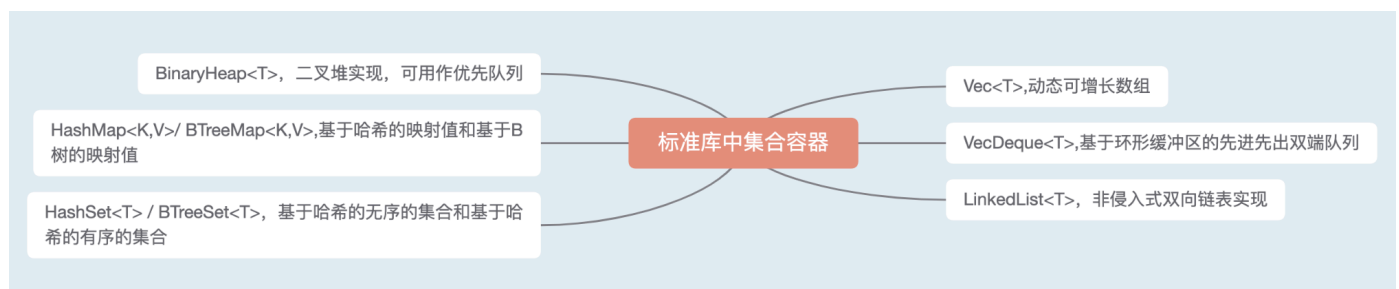 BinaryHeap<T>，二叉堆实现，可用作优先队列
HashMap<K,V>/ BTreeMap<K,V>,基于哈希的映射值和基于B
树的映射值
HashSet<T> / BTreeSet<T>，基于哈希的无序的集合和基于哈
希的有序的集合
标准库中集合容器
Vec<T>,动态可增长数组
VecDeque<T>,基于环形缓冲区的先进先出双端队列
LinkedList<T>，非侵入式双向链表实现